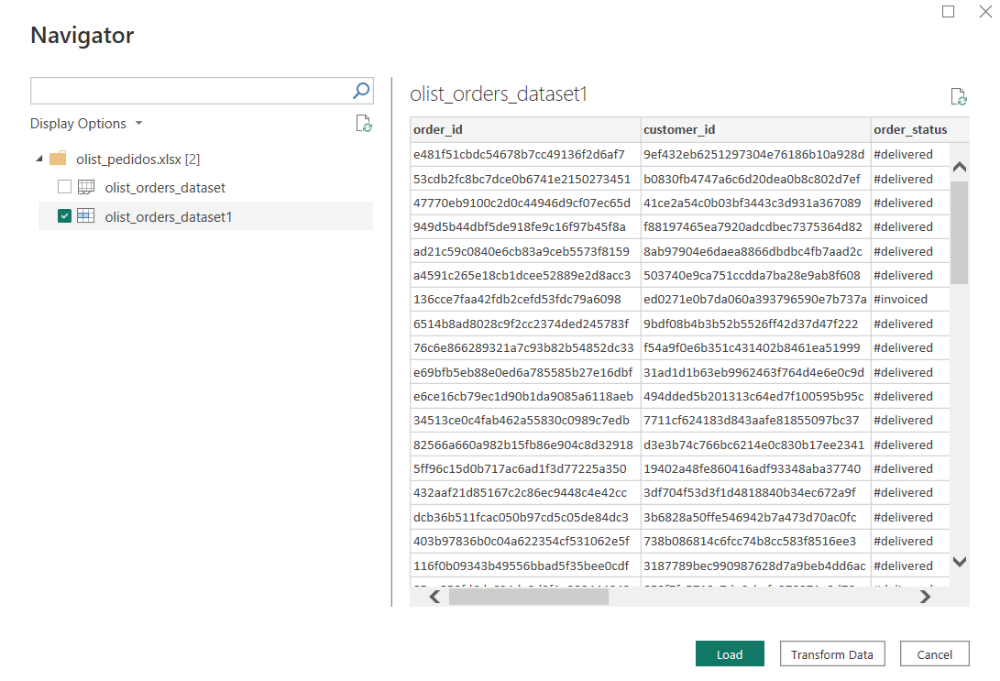 Navigator
Display Options
olist_pedidos.xlsx [2]
olist_orders_dataset
olist_orders_dataset1
olist_orders_dataset1
order_id customer_id order_status
e481f51cbdc54678b7cc49136f2d6af7 9ef432eb6251297304e76186b10a928d #delivered
53cdb2fc8bc7dce0b6741e2150273451 b0830fb4747a6c6d20dea0b8c802d7ef #delivered
47770eb9100c2d0c44946d9cf07ec65d 41ce2a54c0b03bf3443c3d931a367089 #delivered
949d5b44dbf5de918fe9c16f97b45f8a f88197465ea7920adcdbec7375364d82 #delivered
ad21c59c0840e6cb83a9ceb5573f8159 8ab97904e6daea8866dbdbc4fb7aad2c #delivered
a4591c265e18cb1dcee52889e2d8acc3 503740e9ca751ccdda7ba28e9ab8f608 #delivered
136cce7faa42fdb2cefd53fdc79a6098 ed0271e0b7da060a393796590e7b737a #invoiced
6514b8ad8028c9f2cc2374ded245783f 9bdf08b4b3b52b5526ff42d37d47f222 #delivered
76c6e866289321a7c93b82b54852dc33 f54a9f0e6b351c431402b8461ea51999 #delivered
e69bfb5eb88e0ed6a785585b27e16dbf 31ad1d1b63eb9962463f764d4e6e0c9d #delivered
e6ce16cb79ec1d90b1da9085a6118aeb 494dded5b201313c64ed7f100595b95c #delivered
34513ce0c4fab462a55830c0989c7edb 7711cf624183d843aafe81855097bc37 #delivered
82566a660a982b15fb86e904c8d32918 d3e3b74c766bc6214e0c830b17ee2341 #delivered
5ff96c15d0b717ac6ad1f3d77225a350 19402a48fe860416adf93348aba37740 #delivered
432aaf21d85167c2c86ec9448c4e42cc 3df704f53d3f1d4818840b34ec672a9f #delivered
dcb36b511fcac050b97cd5c05de84dc3 3b6828a50ffe546942b7a473d70ac0fc #delivered
403b97836b0c04a622354cf531062e5f 738b086814c6fcc74b8cc583f8516ee3 #delivered
116f0b09343b49556bbad5f35bee0cdf 3187789bec990987628d7a9beb4dd6ac #delivered
Load Transform Data Cancel